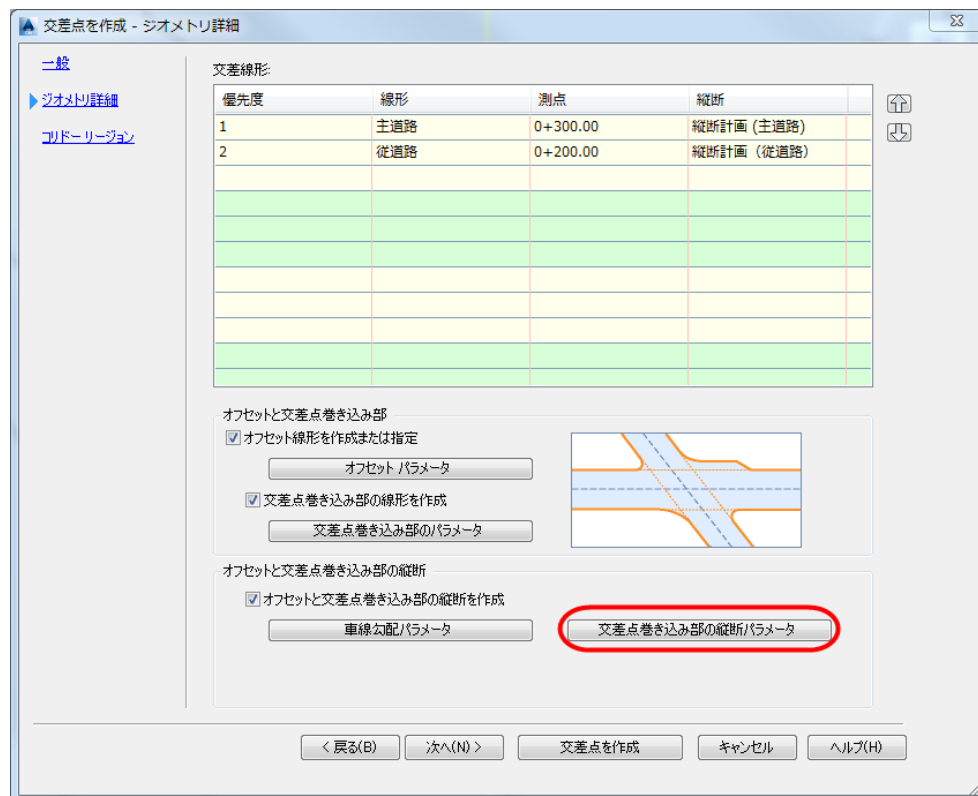 交差点を作成 - ジオメトリ詳細
一般
ジオメトリ詳細
コリドー リージョン
交差線形:
優先度 線形 測点 縦断
1 主道路 0+300.00 縦断計画 (主道路)
2 従道路 0+200.00 縦断計画（従道路）
オフセットと交差点巻き込み部
オフセット線形を作成または指定
オフセット パラメータ
交差点巻き込み部の線形を作成
交差点巻き込み部のパラメータ
オフセットと交差点巻き込み部の縦断
オフセットと交差点巻き込み部の縦断を作成
車線勾配パラメータ 交差点巻き込み部の縦断パラメータ
< 戻る(B) 次へ(N) > 交差点を作成 キャンセル ヘルプ(H)